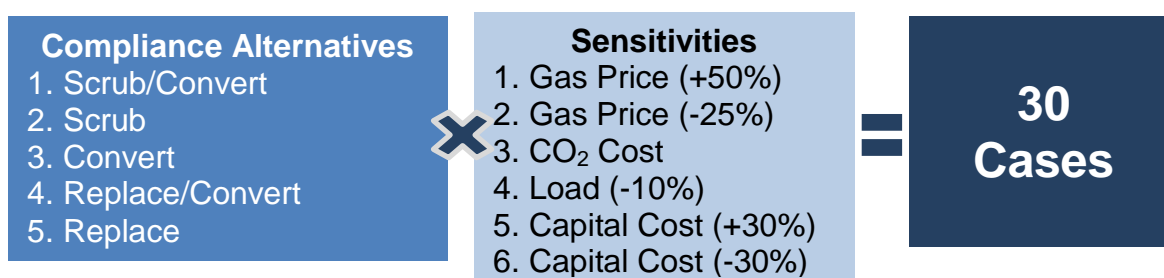 Compliance Alternatives
1. Scrub/Convert
2. Scrub
3. Convert
4. Replace/Convert
5. Replace
Sensitivities
1. Gas Price (+50%)
2. Gas Price (-25%)
3. CO₂ Cost
4. Load (-10%)
5. Capital Cost (+30%)
6. Capital Cost (-30%)
=
30
Cases